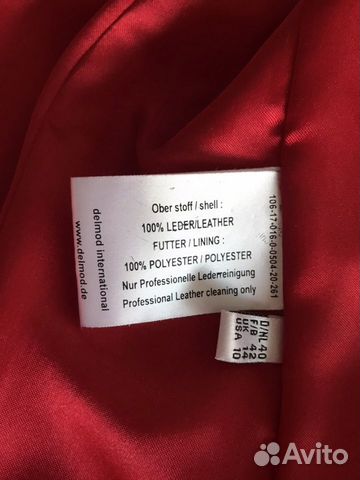 Ober stoff / shell :
100% LEDER/LEATHER
FUTTER / LINING :
100% POLYESTER / POLYESTER
Nur Professionelle Lederreinigung
Professional Leather cleaning only
delmod international
www.delmod.de
106-17-016-0-0504-20-261
D/NL 40
F/B 42
UK 14
USA 10
Avito